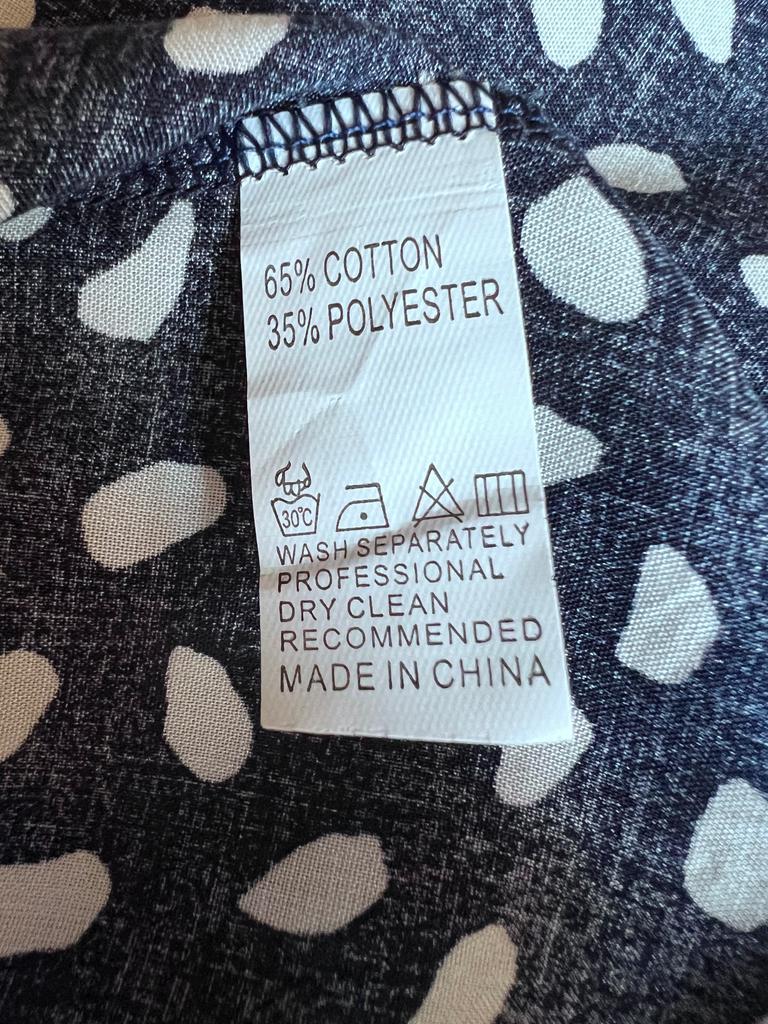 65% COTTON
35% POLYESTER
30℃
WASH SEPARATELY
PROFESSIONAL
DRY CLEAN
RECOMMENDED
MADE IN CHINA